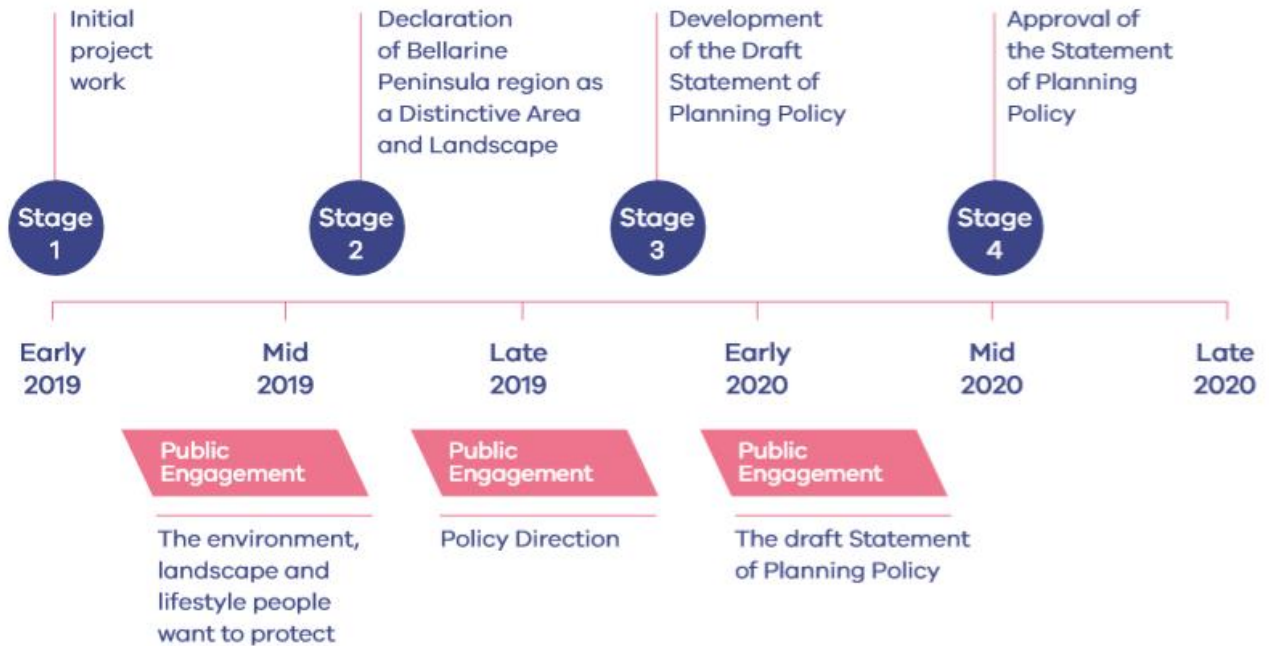 Initial
project
work
Declaration
of Bellarine
Peninsula region as
a Distinctive Area
and Landscape
Development
of the Draft
Statement of
Planning Policy
Approval of
the Statement
of Planning
Policy
Stage
1
Stage
2
Stage
3
Stage
4
Early
2019
Mid
2019
Late
2019
Early
2020
Mid
2020
Late
2020
Public
Engagement
The environment,
landscape and
lifestyle people
want to protect
Public
Engagement
Policy Direction
Public
Engagement
The draft Statement
of Planning Policy